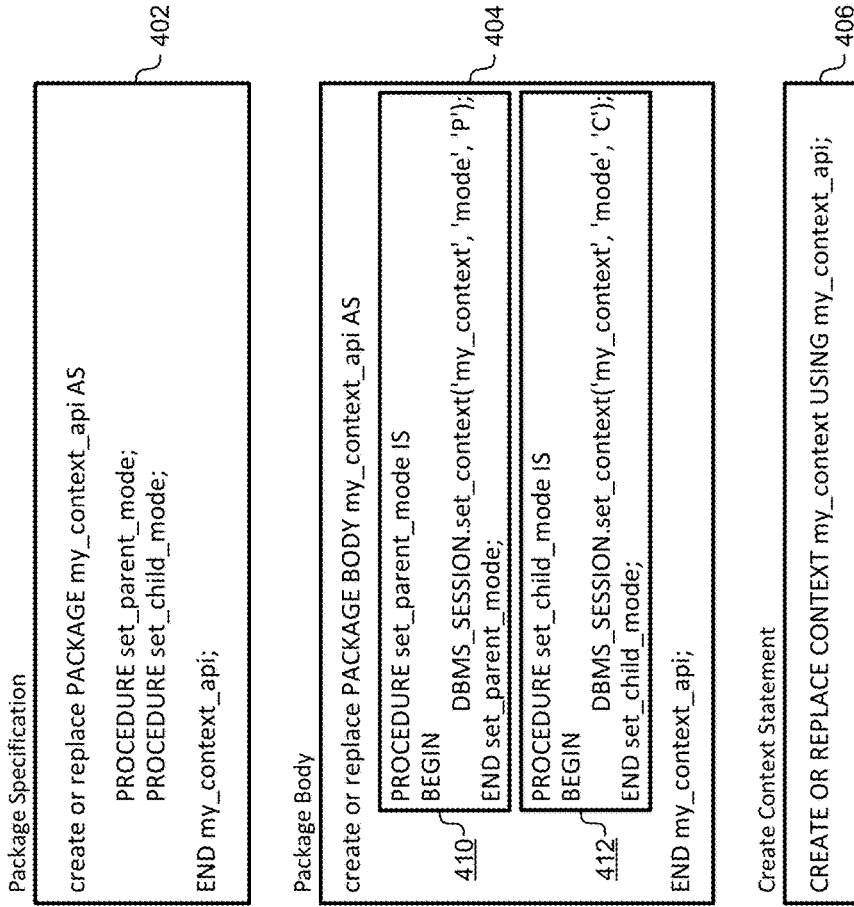 Package Specification
create or replace PACKAGE my_context_api AS
PROCEDURE set_parent_mode;
PROCEDURE set_child_mode;
END my_context_api;
402
Package Body
create or replace PACKAGE BODY my_context_api AS
PROCEDURE set_parent_mode IS
BEGIN
DBMS_SESSION.set_context('my_context', 'mode', 'P');
END set_parent_mode;
410
PROCEDURE set_child_mode IS
BEGIN
DBMS_SESSION.set_context('my_context', 'mode', 'C');
END set_child_mode;
412
END my_context_api;
404
Create Context Statement
CREATE OR REPLACE CONTEXT my_context USING my_context_api;
406